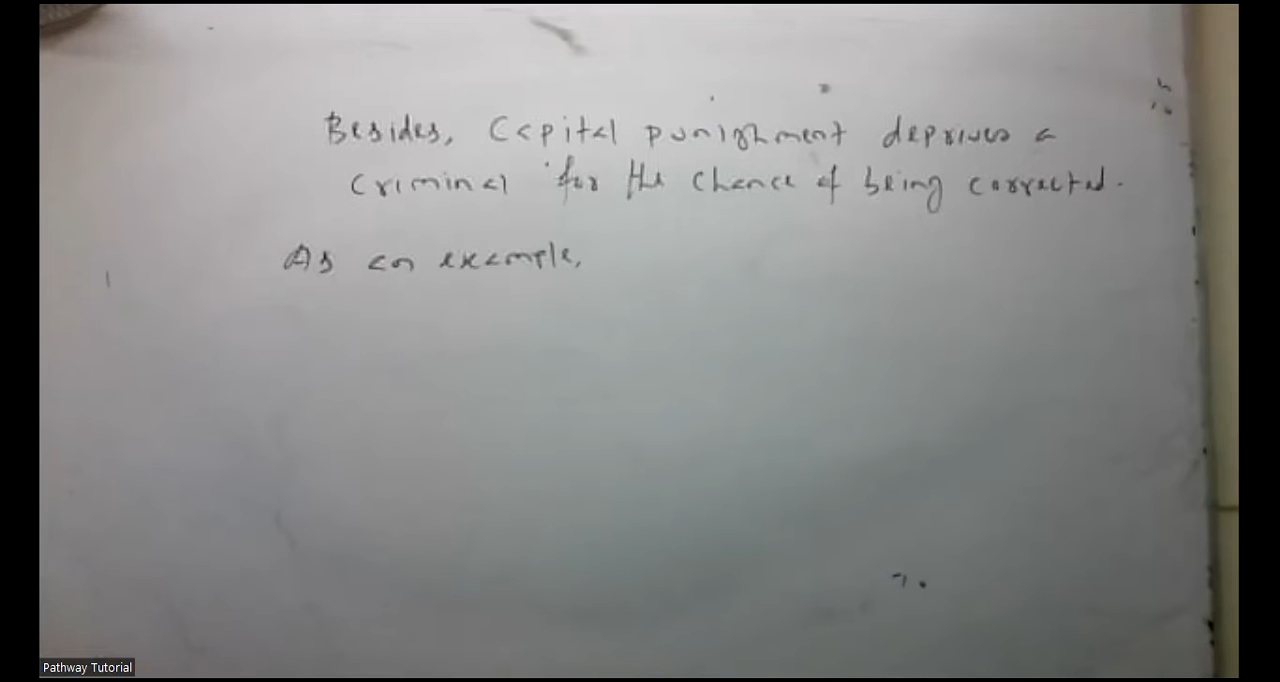 Besides, Capital punishment deprives a
criminal for the chance of being corrected.
As an example,
Pathway Tutorial